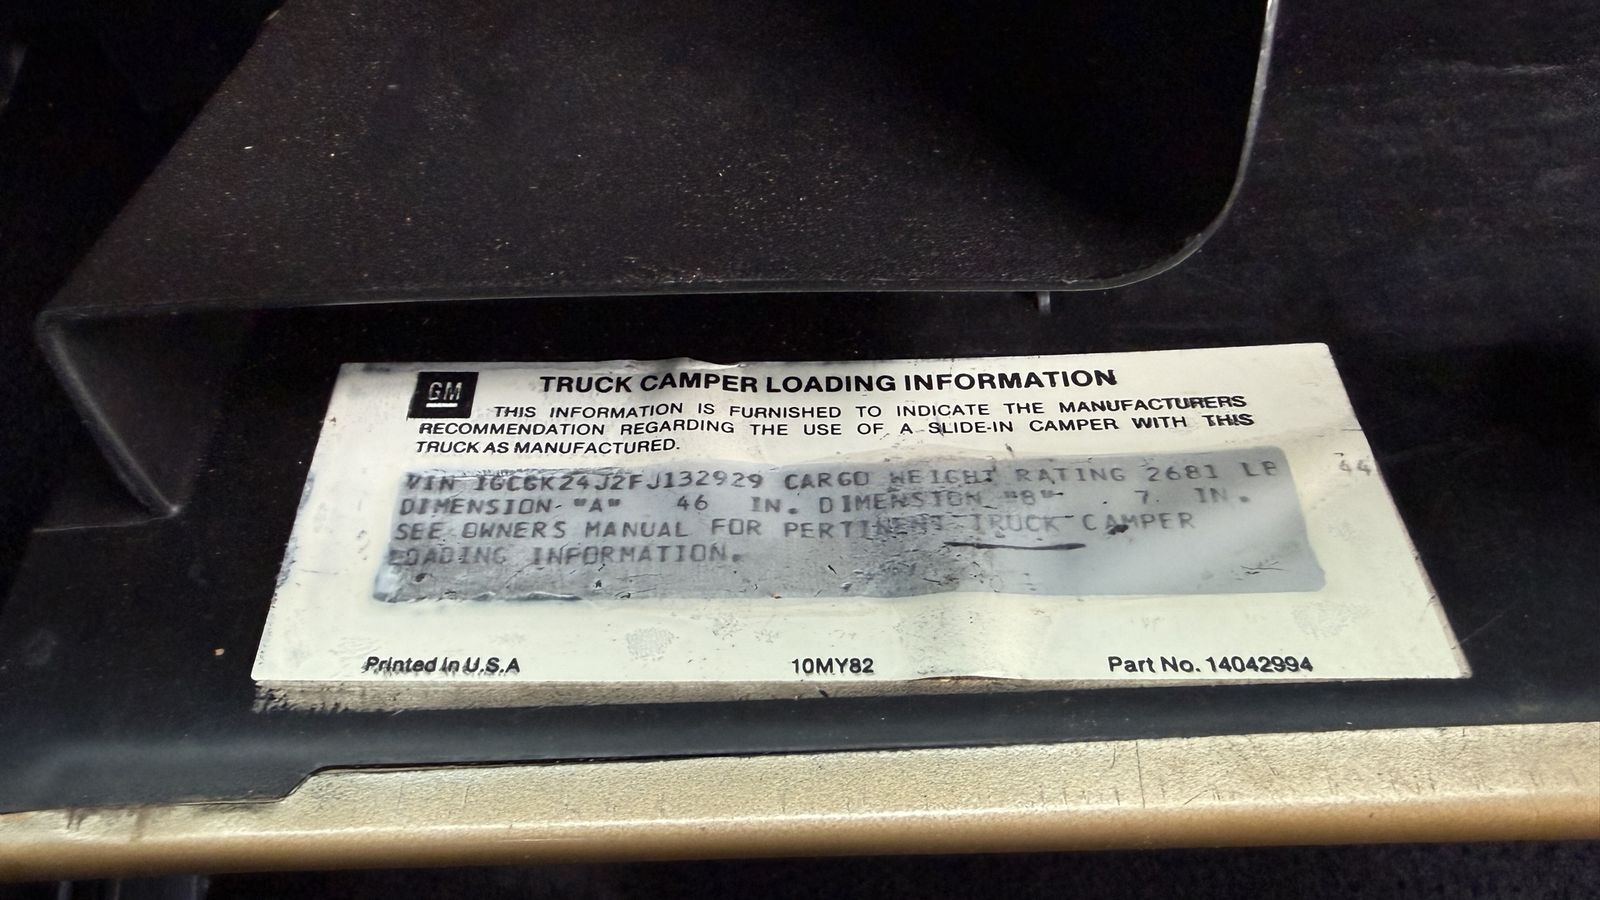 GM
TRUCK CAMPER LOADING INFORMATION
THIS INFORMATION IS FURNISHED TO INDICATE THE MANUFACTURERS
RECOMMENDATION REGARDING THE USE OF A SLIDE-IN CAMPER WITH THIS
TRUCK AS MANUFACTURED.
VIN 1GCGK24J2FJ132929 CARGO WEIGHT RATING 2681 LB 44
DIMENSION "A" 46 IN. DIMENSION "B" 7 IN.
SEE OWNERS MANUAL FOR PERTINENT TRUCK CAMPER
LOADING INFORMATION.
Printed in U.S.A 10MY82 Part No. 14042994